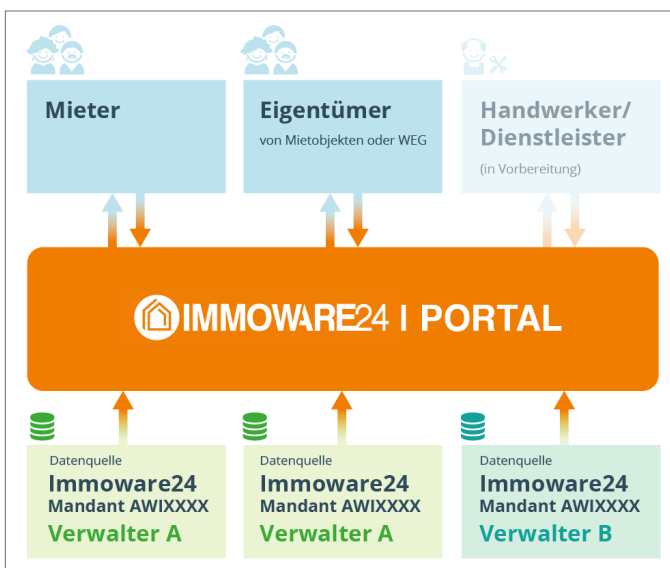 Mieter
Eigentümer
von Mietobjekten oder WEG
Handwerker/
Dienstleister
(in Vorbereitung)
IMMOWARE24 I PORTAL
Datenquelle
Immoware24
Mandant AWIXXXX
Verwalter A
Datenquelle
Immoware24
Mandant AWIXXXX
Verwalter A
Datenquelle
Immoware24
Mandant AWIXXXX
Verwalter B